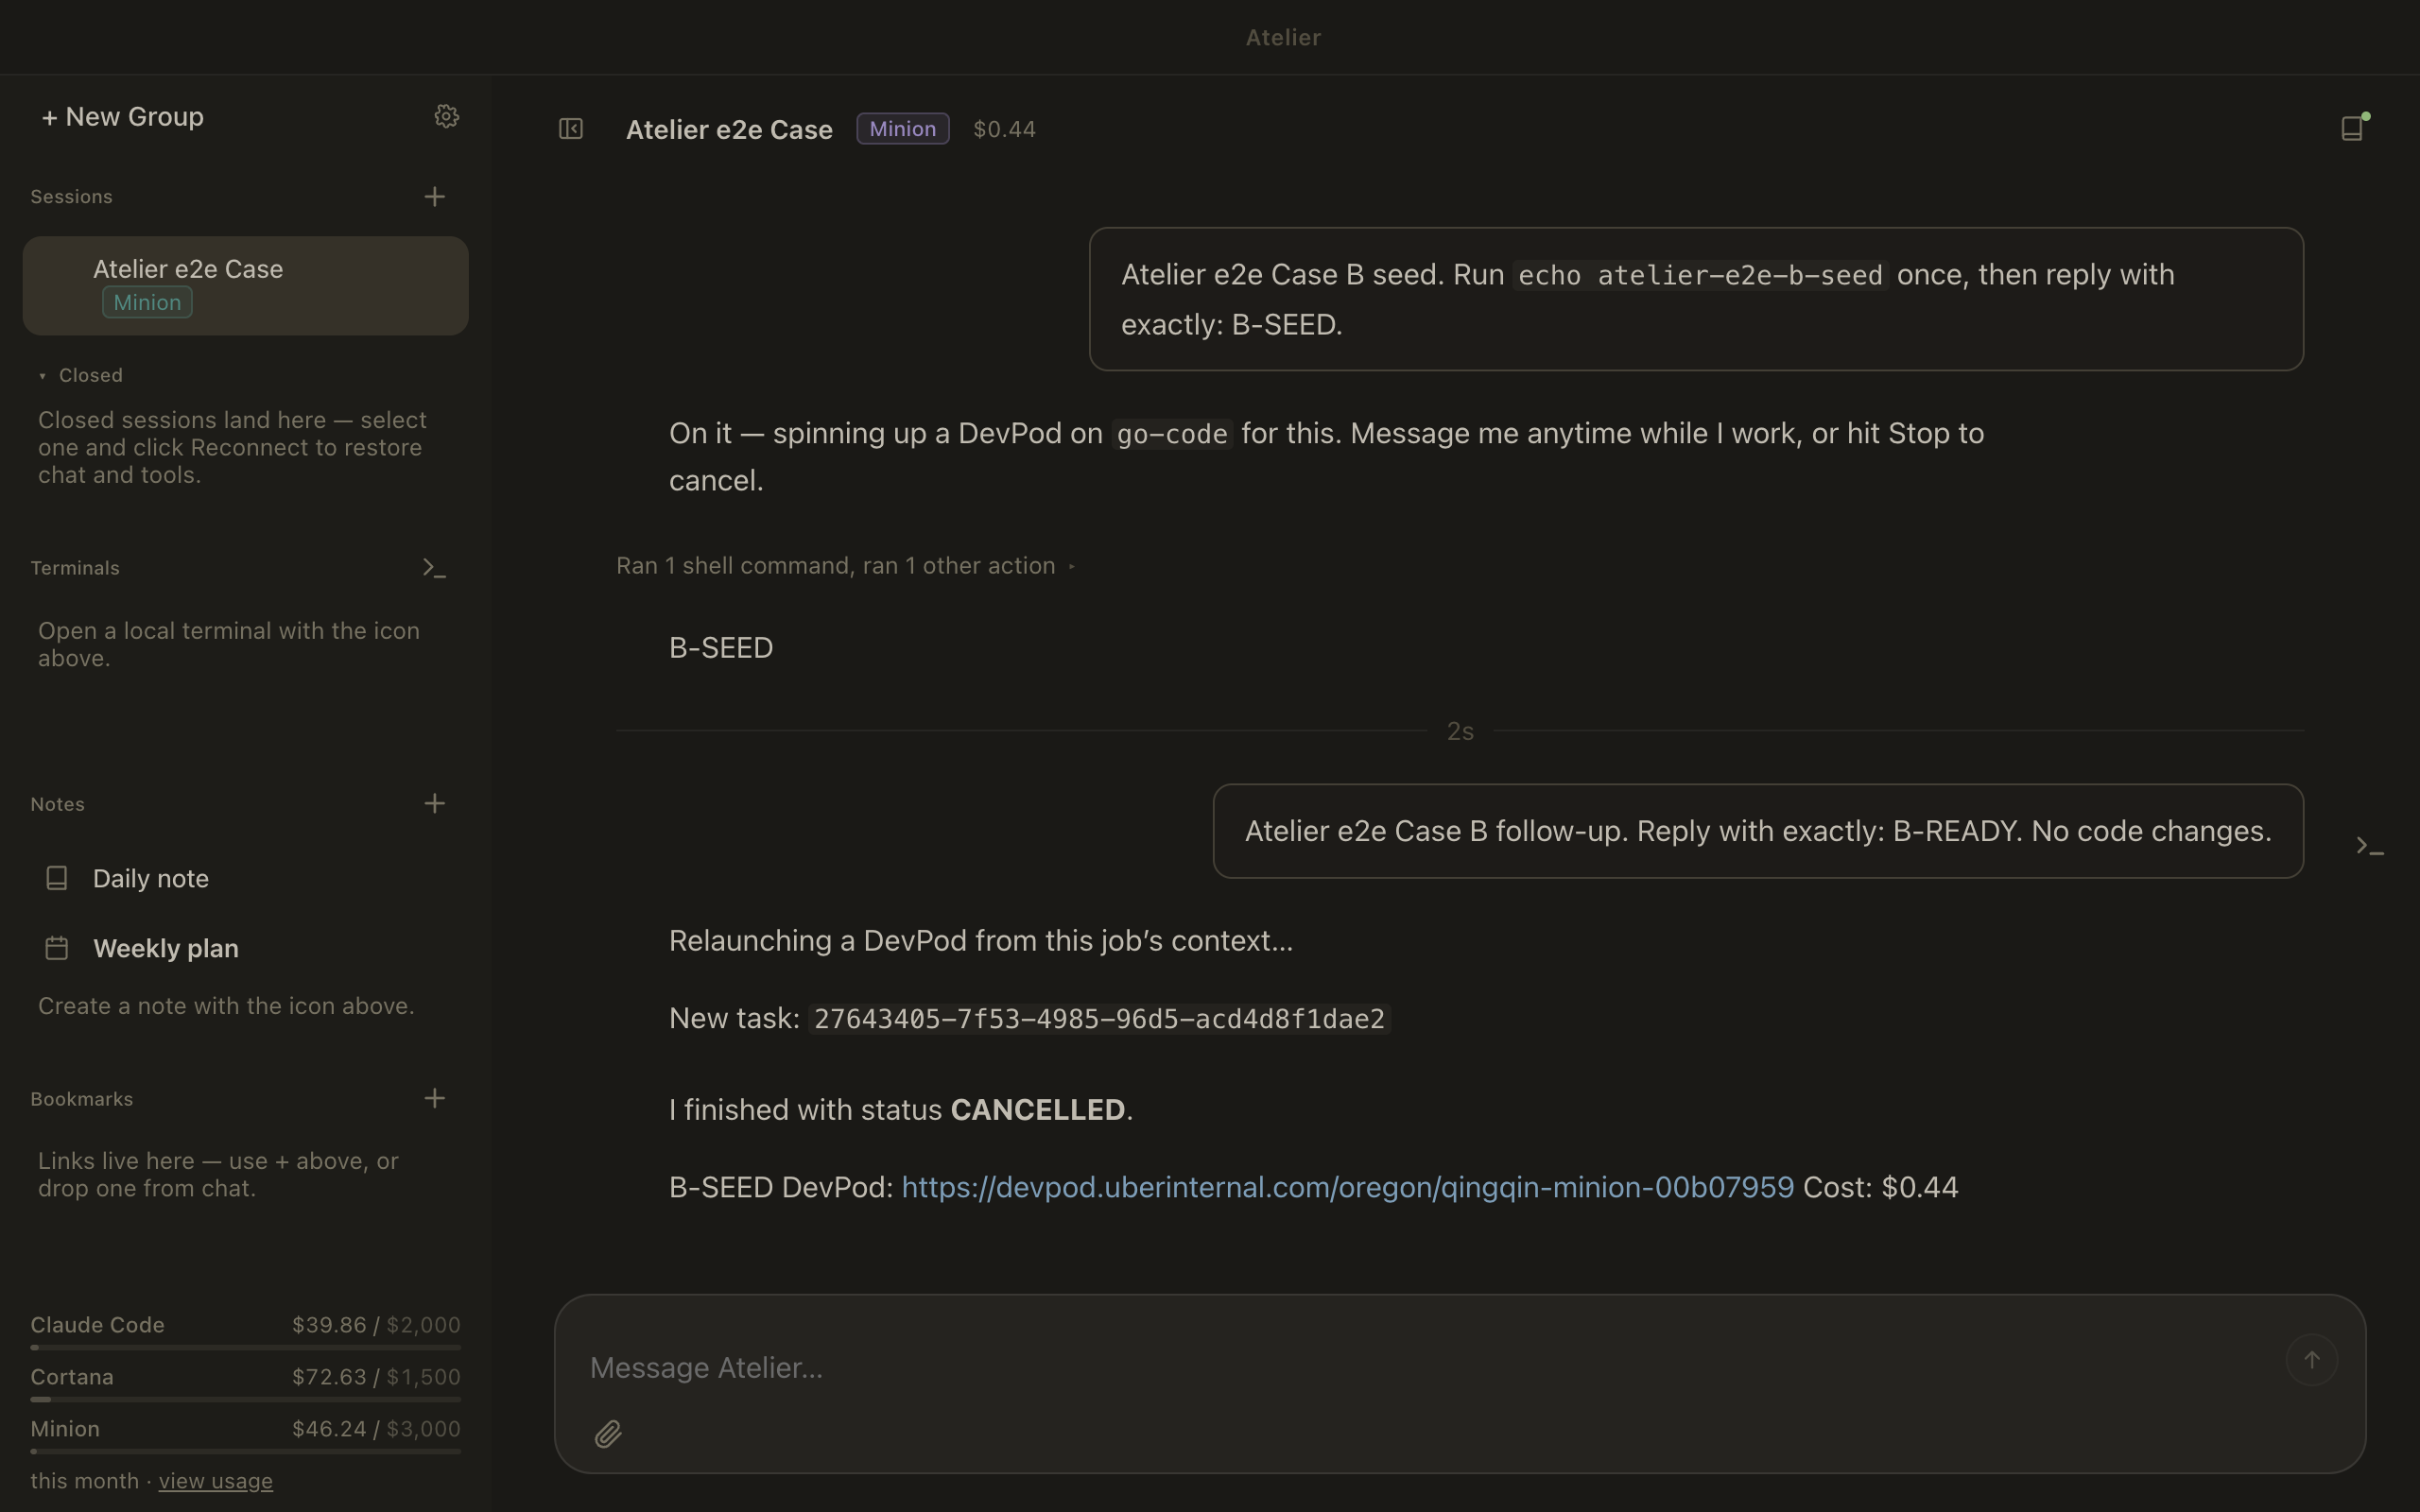 Atelier
+ New Group
Sessions
Atelier e2e Case
Minion
Closed
Closed sessions land here — select
one and click Reconnect to restore
chat and tools.
Terminals
Open a local terminal with the icon
above.
Notes
Daily note
Weekly plan
Create a note with the icon above.
Bookmarks
Links live here — use + above, or
drop one from chat.
Claude Code $39.86 / $2,000
Cortana $72.63 / $1,500
Minion $46.24 / $3,000
this month · view usage
Atelier e2e Case Minion $0.44
Atelier e2e Case B seed. Run echo atelier-e2e-b-seed once, then reply with
exactly: B-SEED.
On it — spinning up a DevPod on go-code for this. Message me anytime while I work, or hit Stop to
cancel.
Ran 1 shell command, ran 1 other action
B-SEED
2s
Atelier e2e Case B follow-up. Reply with exactly: B-READY. No code changes.
Relaunching a DevPod from this job’s context…
New task: 27643405-7f53-4985-96d5-acd4d8f1dae2
I finished with status CANCELLED.
B-SEED DevPod: https://devpod.uberinternal.com/oregon/qingqin-minion-00b07959 Cost: $0.44
Message Atelier…